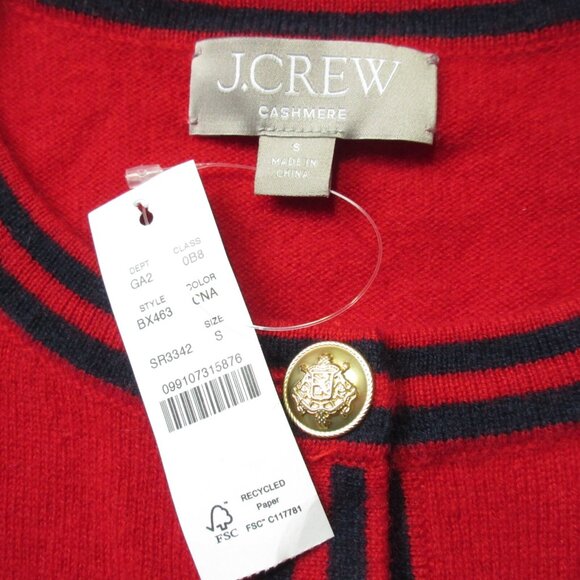 J.CREW
CASHMERE
S
MADE IN
CHINA
DEPT CLASS
GA2 0B8
STYLE COLOR
BX463 CNA
SIZE
SR3342 S
099107315876
FSC
RECYCLED
Paper
FSC® C117781